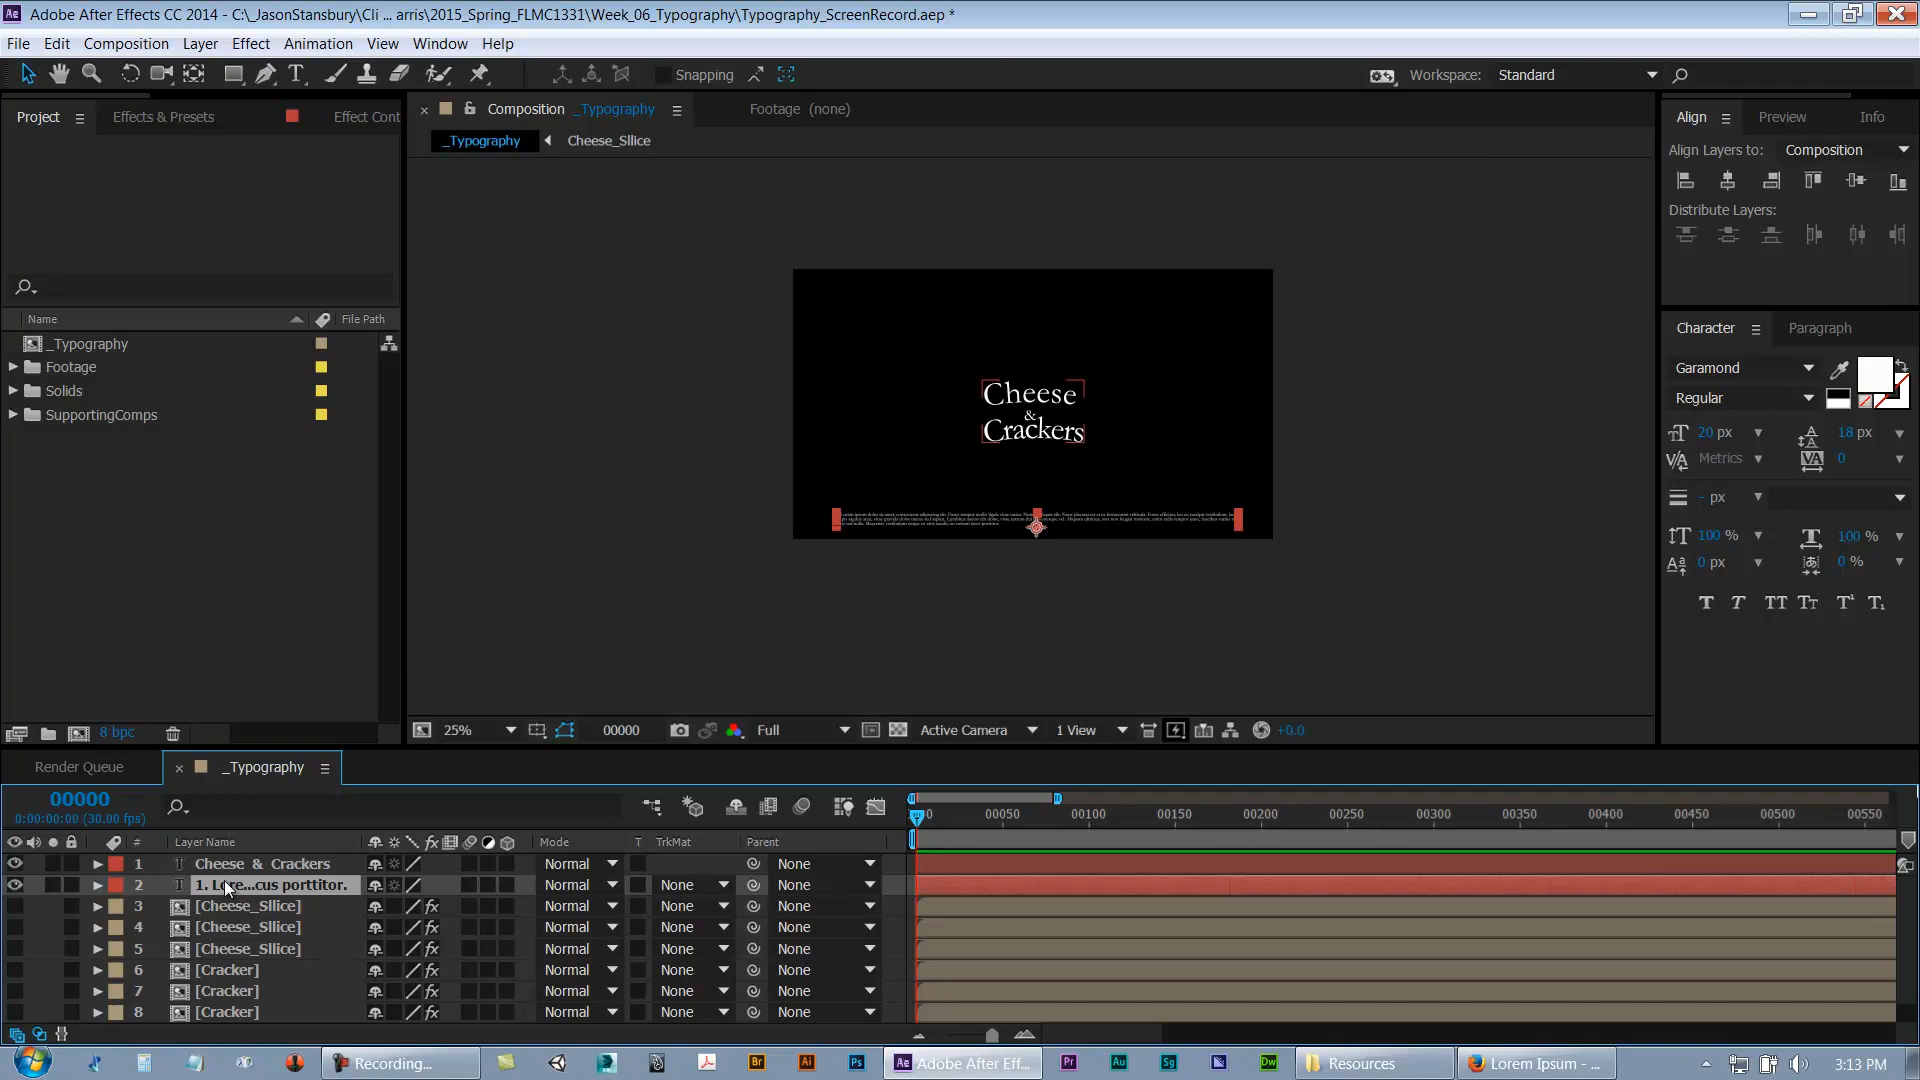 Adobe After Effects CC 2014 - C:\_JasonStansbury\Cli ... arris\2015_Spring_FLMC1331\Week_06_Typography\Typography_ScreenRecord.aep *
File Edit Composition Layer Effect Animation View Window Help
Snapping
Workspace: Standard
Project Effects & Presets Effect Cont
Composition _Typography Footage (none)
_Typography Cheese_Sllice
Align Preview Info
Align Layers to: Composition
Distribute Layers:
Name File Path
_Typography
Footage
Solids
SupportingComps
Cheese
&
Crackers
Character Paragraph
Garamond
Regular
20 px 18 px
Metrics 0
- px
100 % 100 %
0 px 0 %
8 bpc
25% 00000 Full Active Camera 1 View +0.0
Render Queue _Typography
00000
0:00:00:00 (30.00 fps)
00050 00100 00150 00200 00250 00300 00350 00400 00450 00500 00550
# Layer Name Mode T TrkMat Parent
1 Cheese & Crackers Normal None
2 1. Lore...cus porttitor. Normal None None
3 [Cheese_Sllice] Normal None None
4 [Cheese_Sllice] Normal None None
5 [Cheese_Sllice] Normal None None
6 [Cracker] Normal None None
7 [Cracker] Normal None None
8 [Cracker] Normal None None
Recording... Adobe After Eff... Resources Lorem Ipsum - ... 3:13 PM